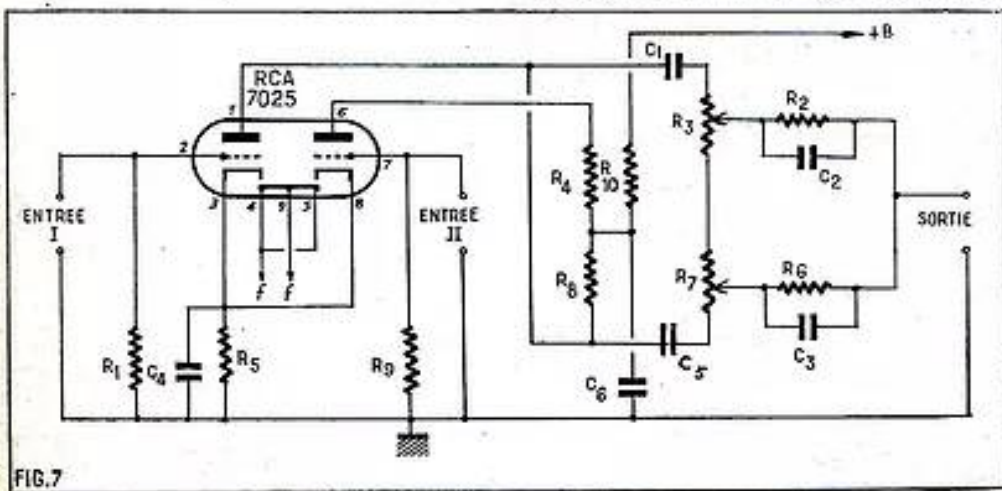 +B
C1
RCA
7025
1
6
R2
R3
2
7
C2
R4
R
10
3
4
9
5
8
ENTREE
I
ENTREE
II
SORTIE
f
f
R8
R7
R6
R1
C4
R5
R9
C5
C3
C6
FIG.7